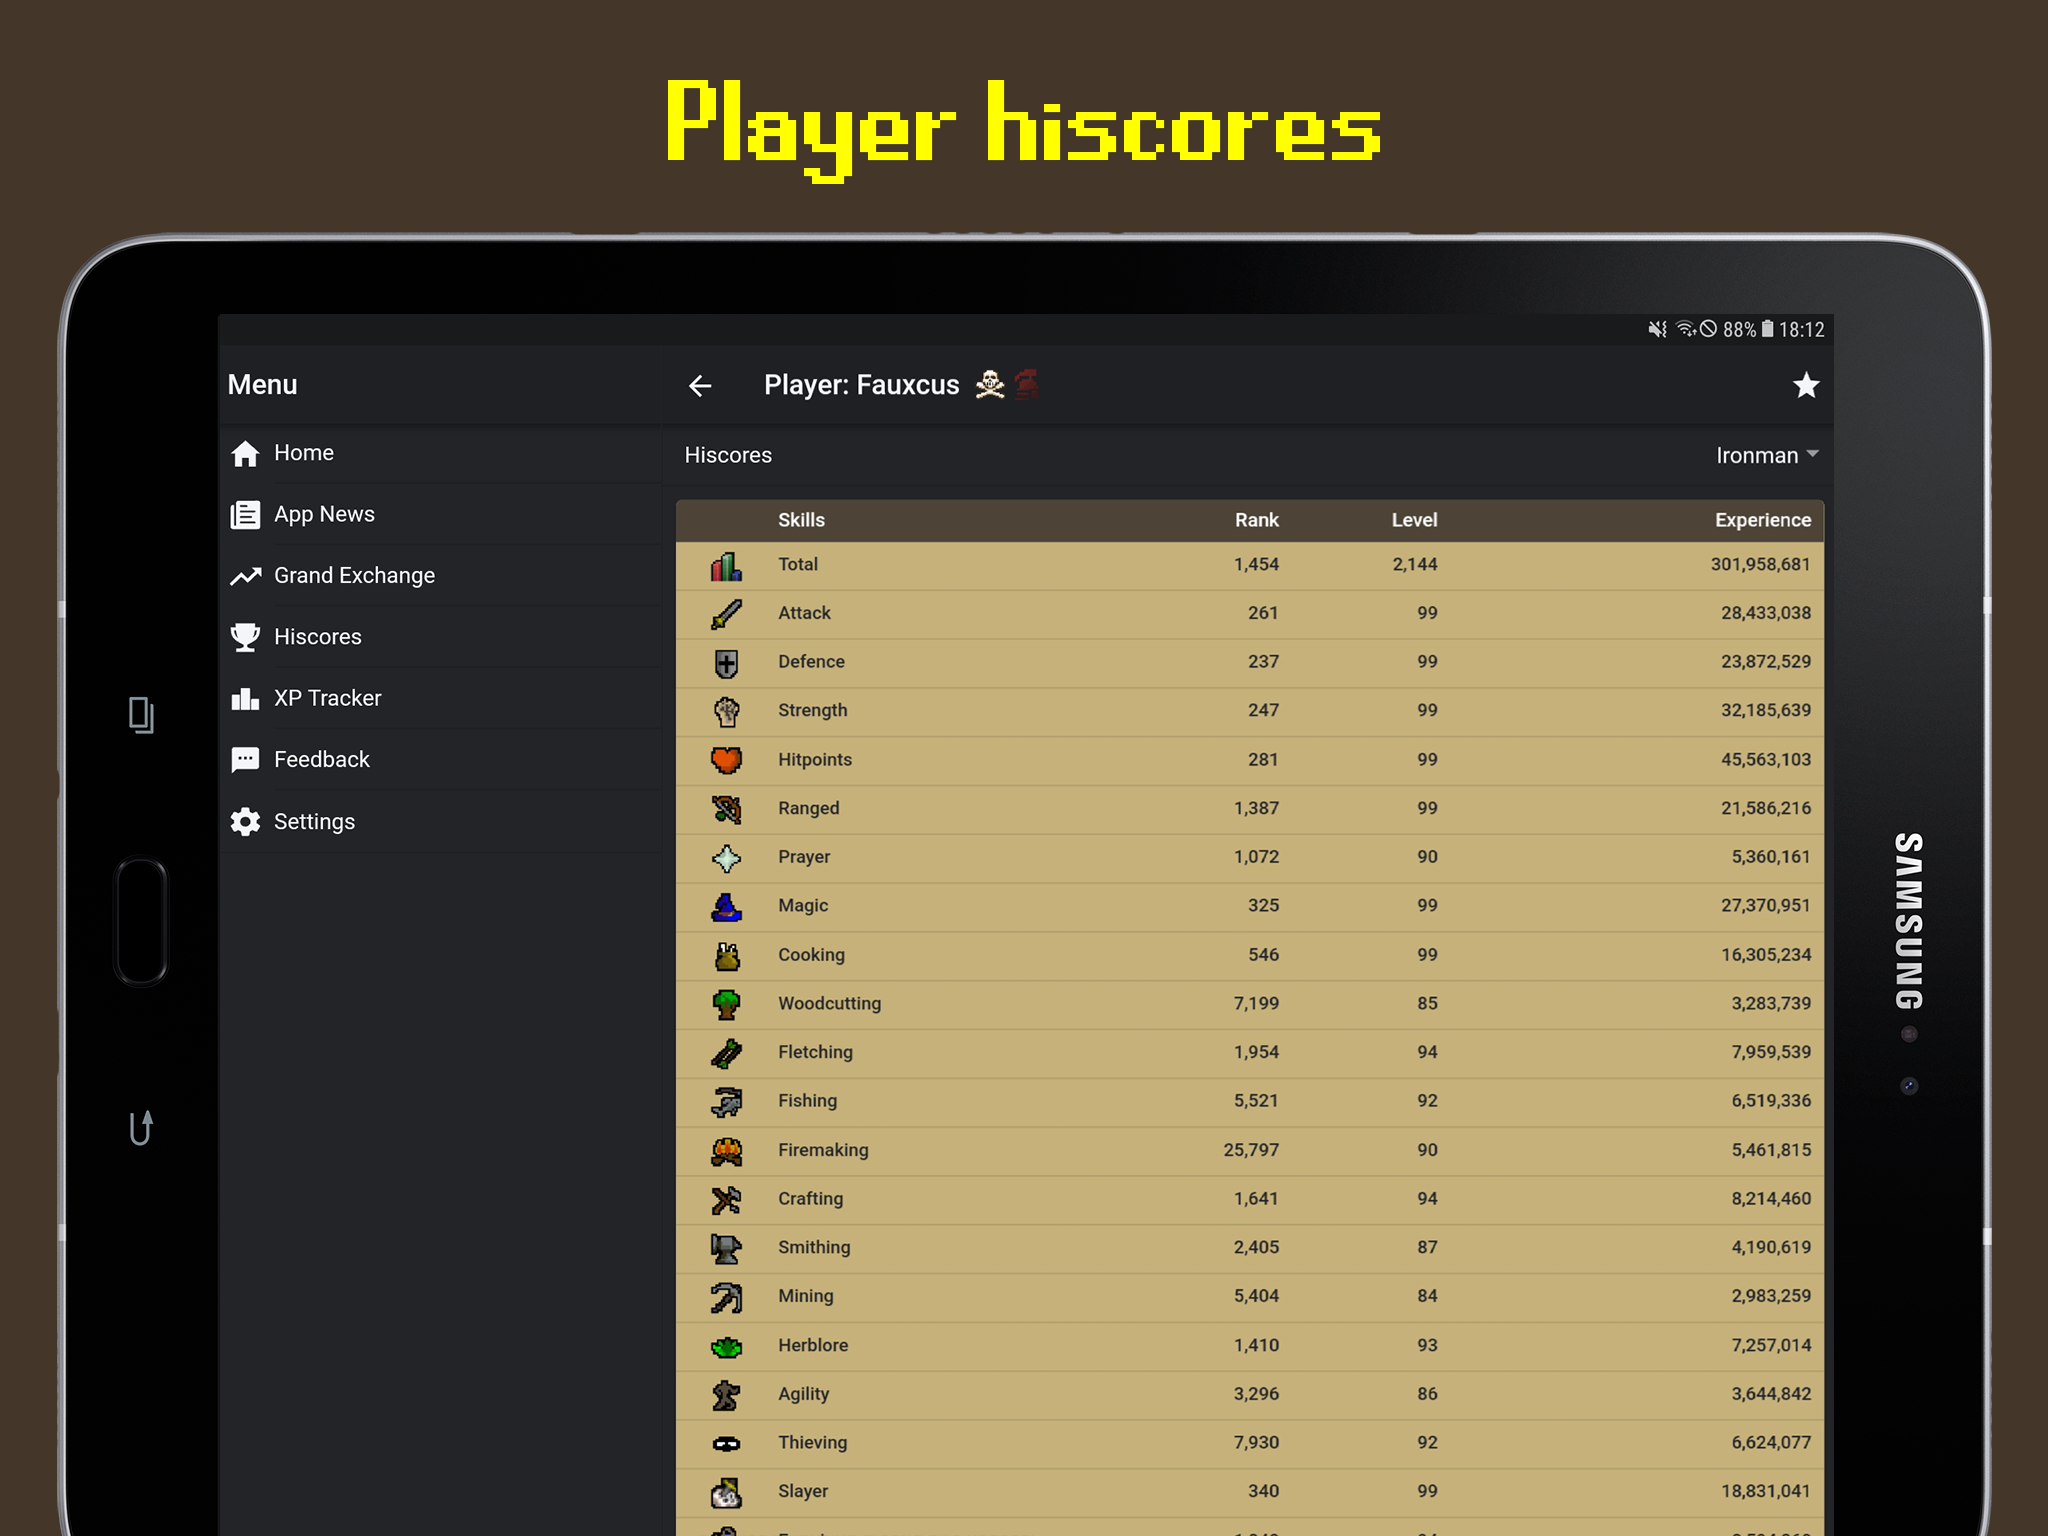 Player hiscores
88% 18:12
Menu
Player: Fauxcus
Home
App News
Grand Exchange
Hiscores
XP Tracker
Feedback
Settings
Hiscores Ironman
Skills Rank Level Experience
Total 1,454 2,144 301,958,681
Attack 261 99 28,433,038
Defence 237 99 23,872,529
Strength 247 99 32,185,639
Hitpoints 281 99 45,563,103
Ranged 1,387 99 21,586,216
Prayer 1,072 90 5,360,161
Magic 325 99 27,370,951
Cooking 546 99 16,305,234
Woodcutting 7,199 85 3,283,739
Fletching 1,954 94 7,959,539
Fishing 5,521 92 6,519,336
Firemaking 25,797 90 5,461,815
Crafting 1,641 94 8,214,460
Smithing 2,405 87 4,190,619
Mining 5,404 84 2,983,259
Herblore 1,410 93 7,257,014
Agility 3,296 86 3,644,842
Thieving 7,930 92 6,624,077
Slayer 340 99 18,831,041
SAMSUNG